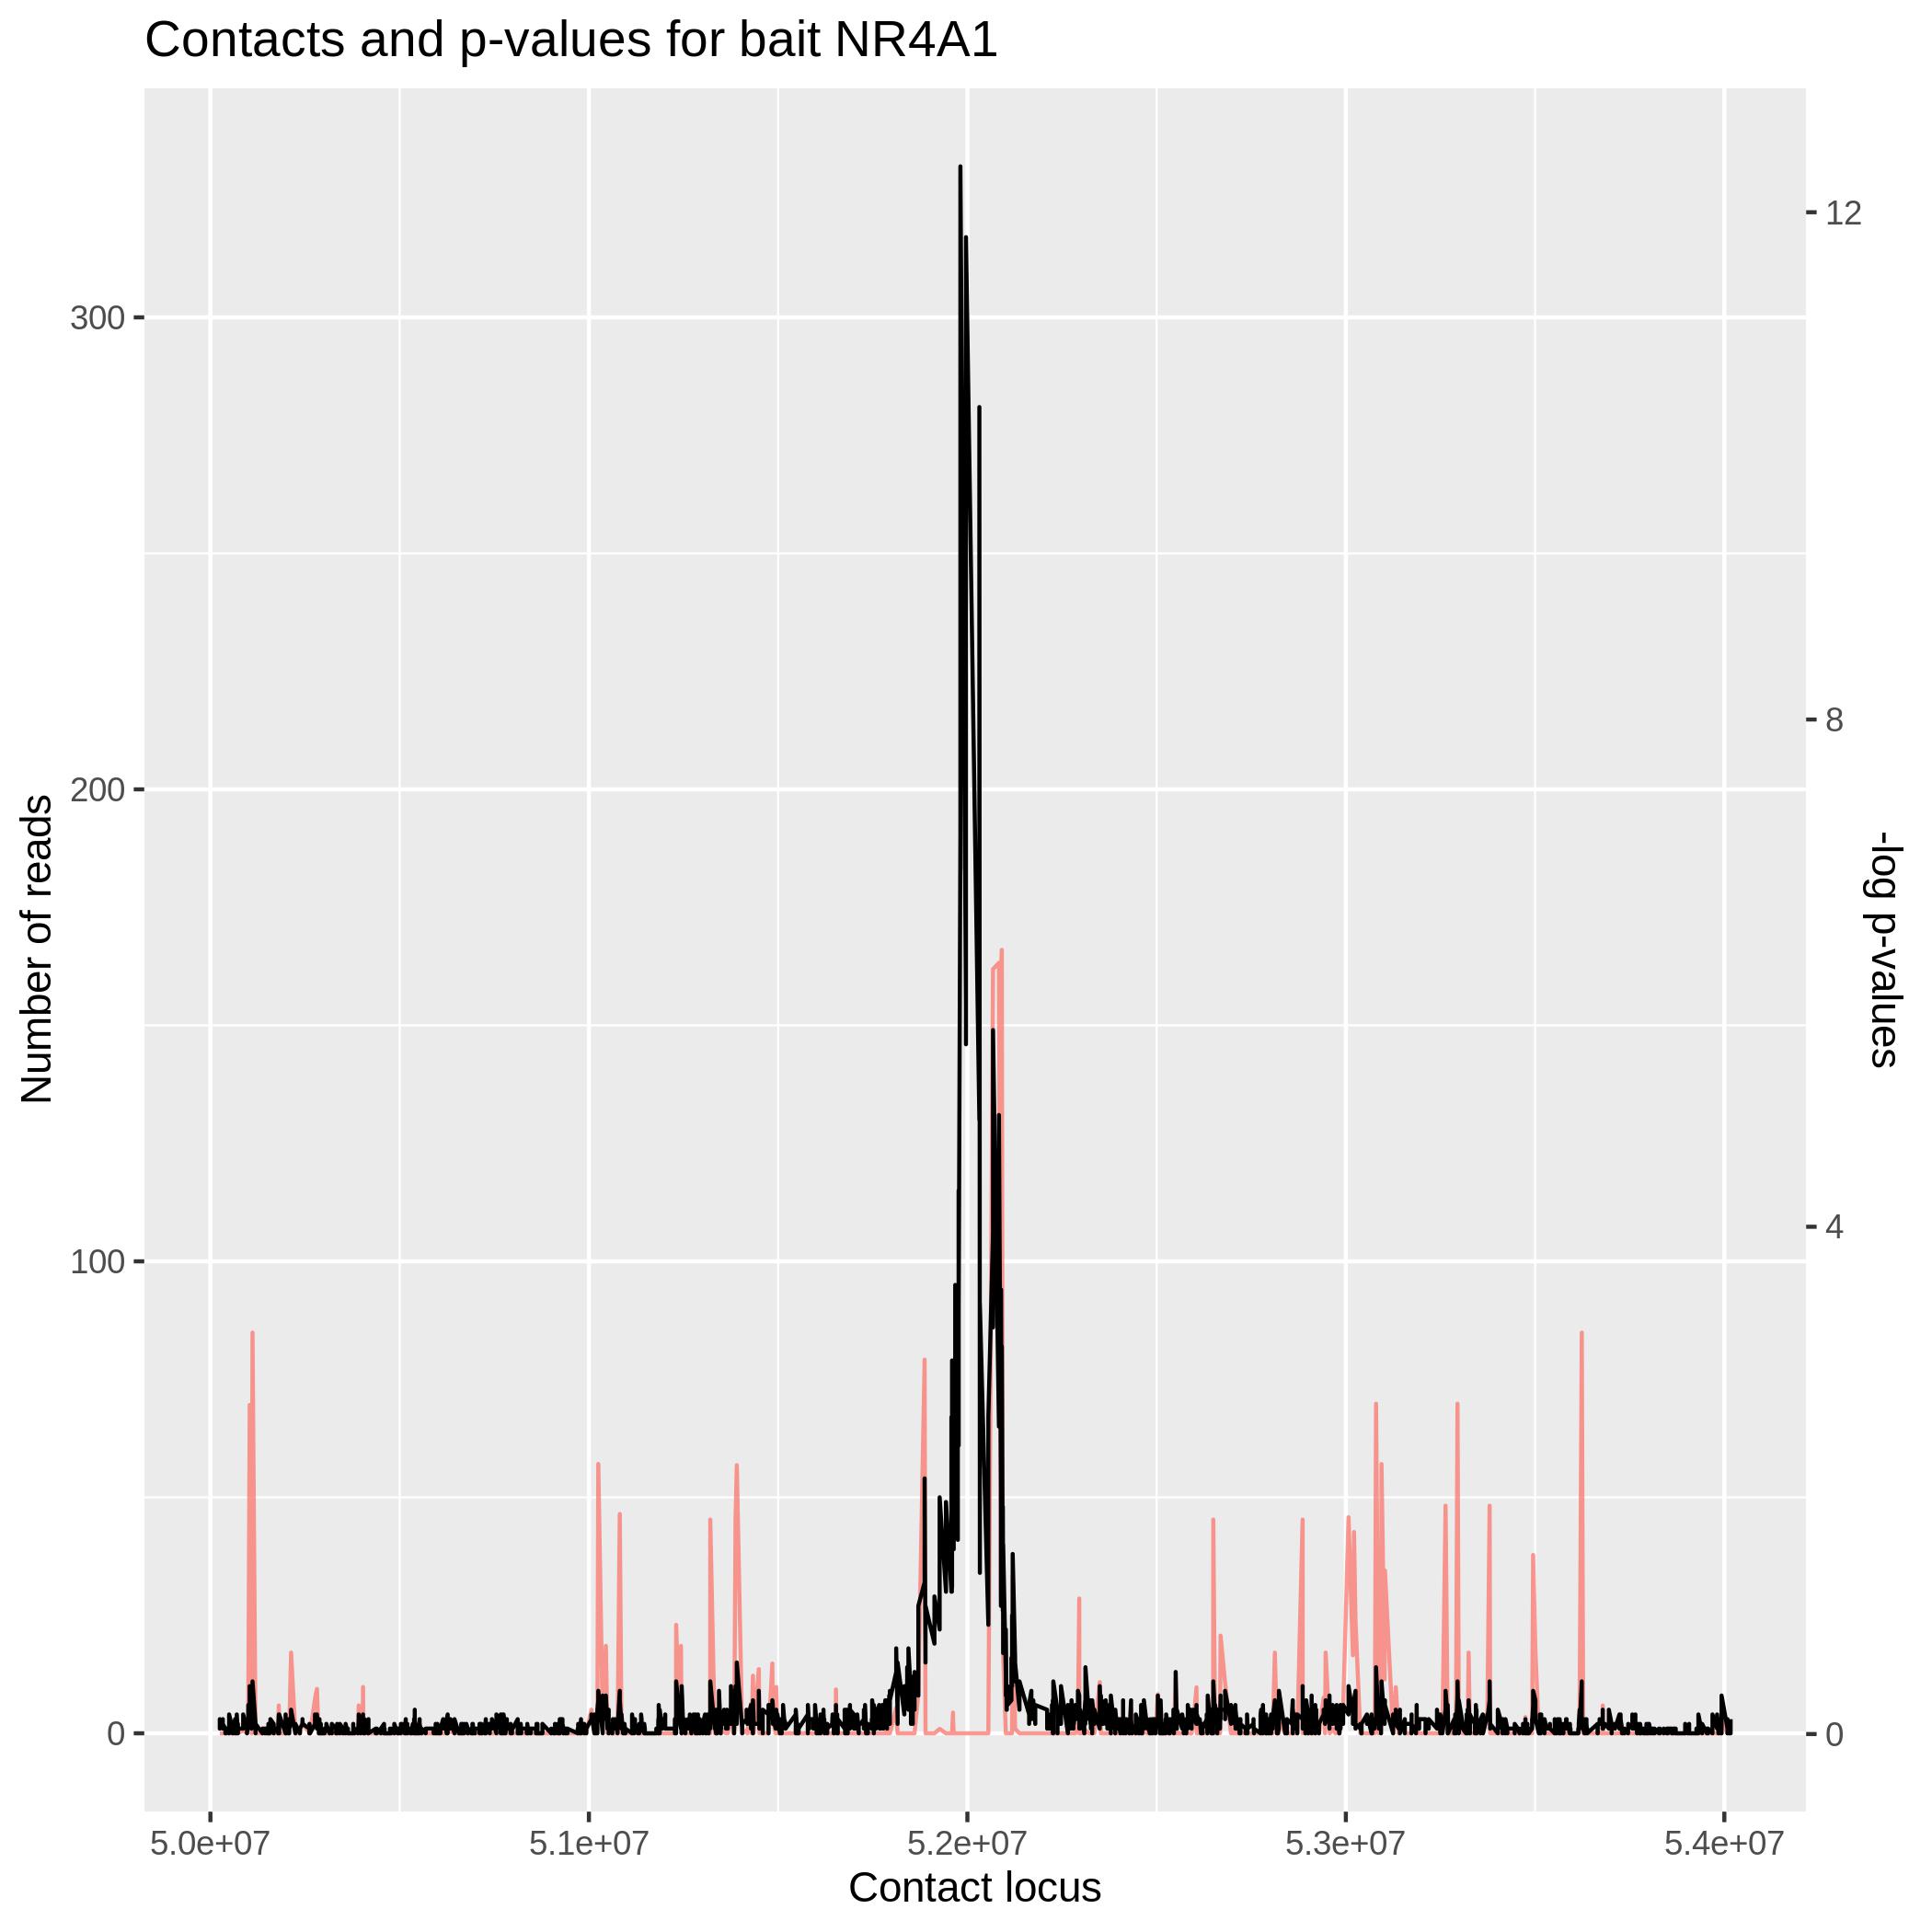 Contacts and p-values for bait NR4A1
Number of reads
300
200
100
0
12
8
4
0
-log p-values
5.0e+07
5.1e+07
5.2e+07
5.3e+07
5.4e+07
Contact locus